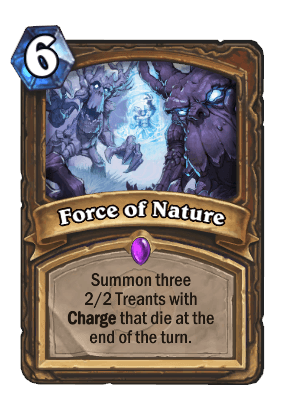 6
Force of Nature
Summon three
2/2 Treants with
Charge that die at the
end of the turn.